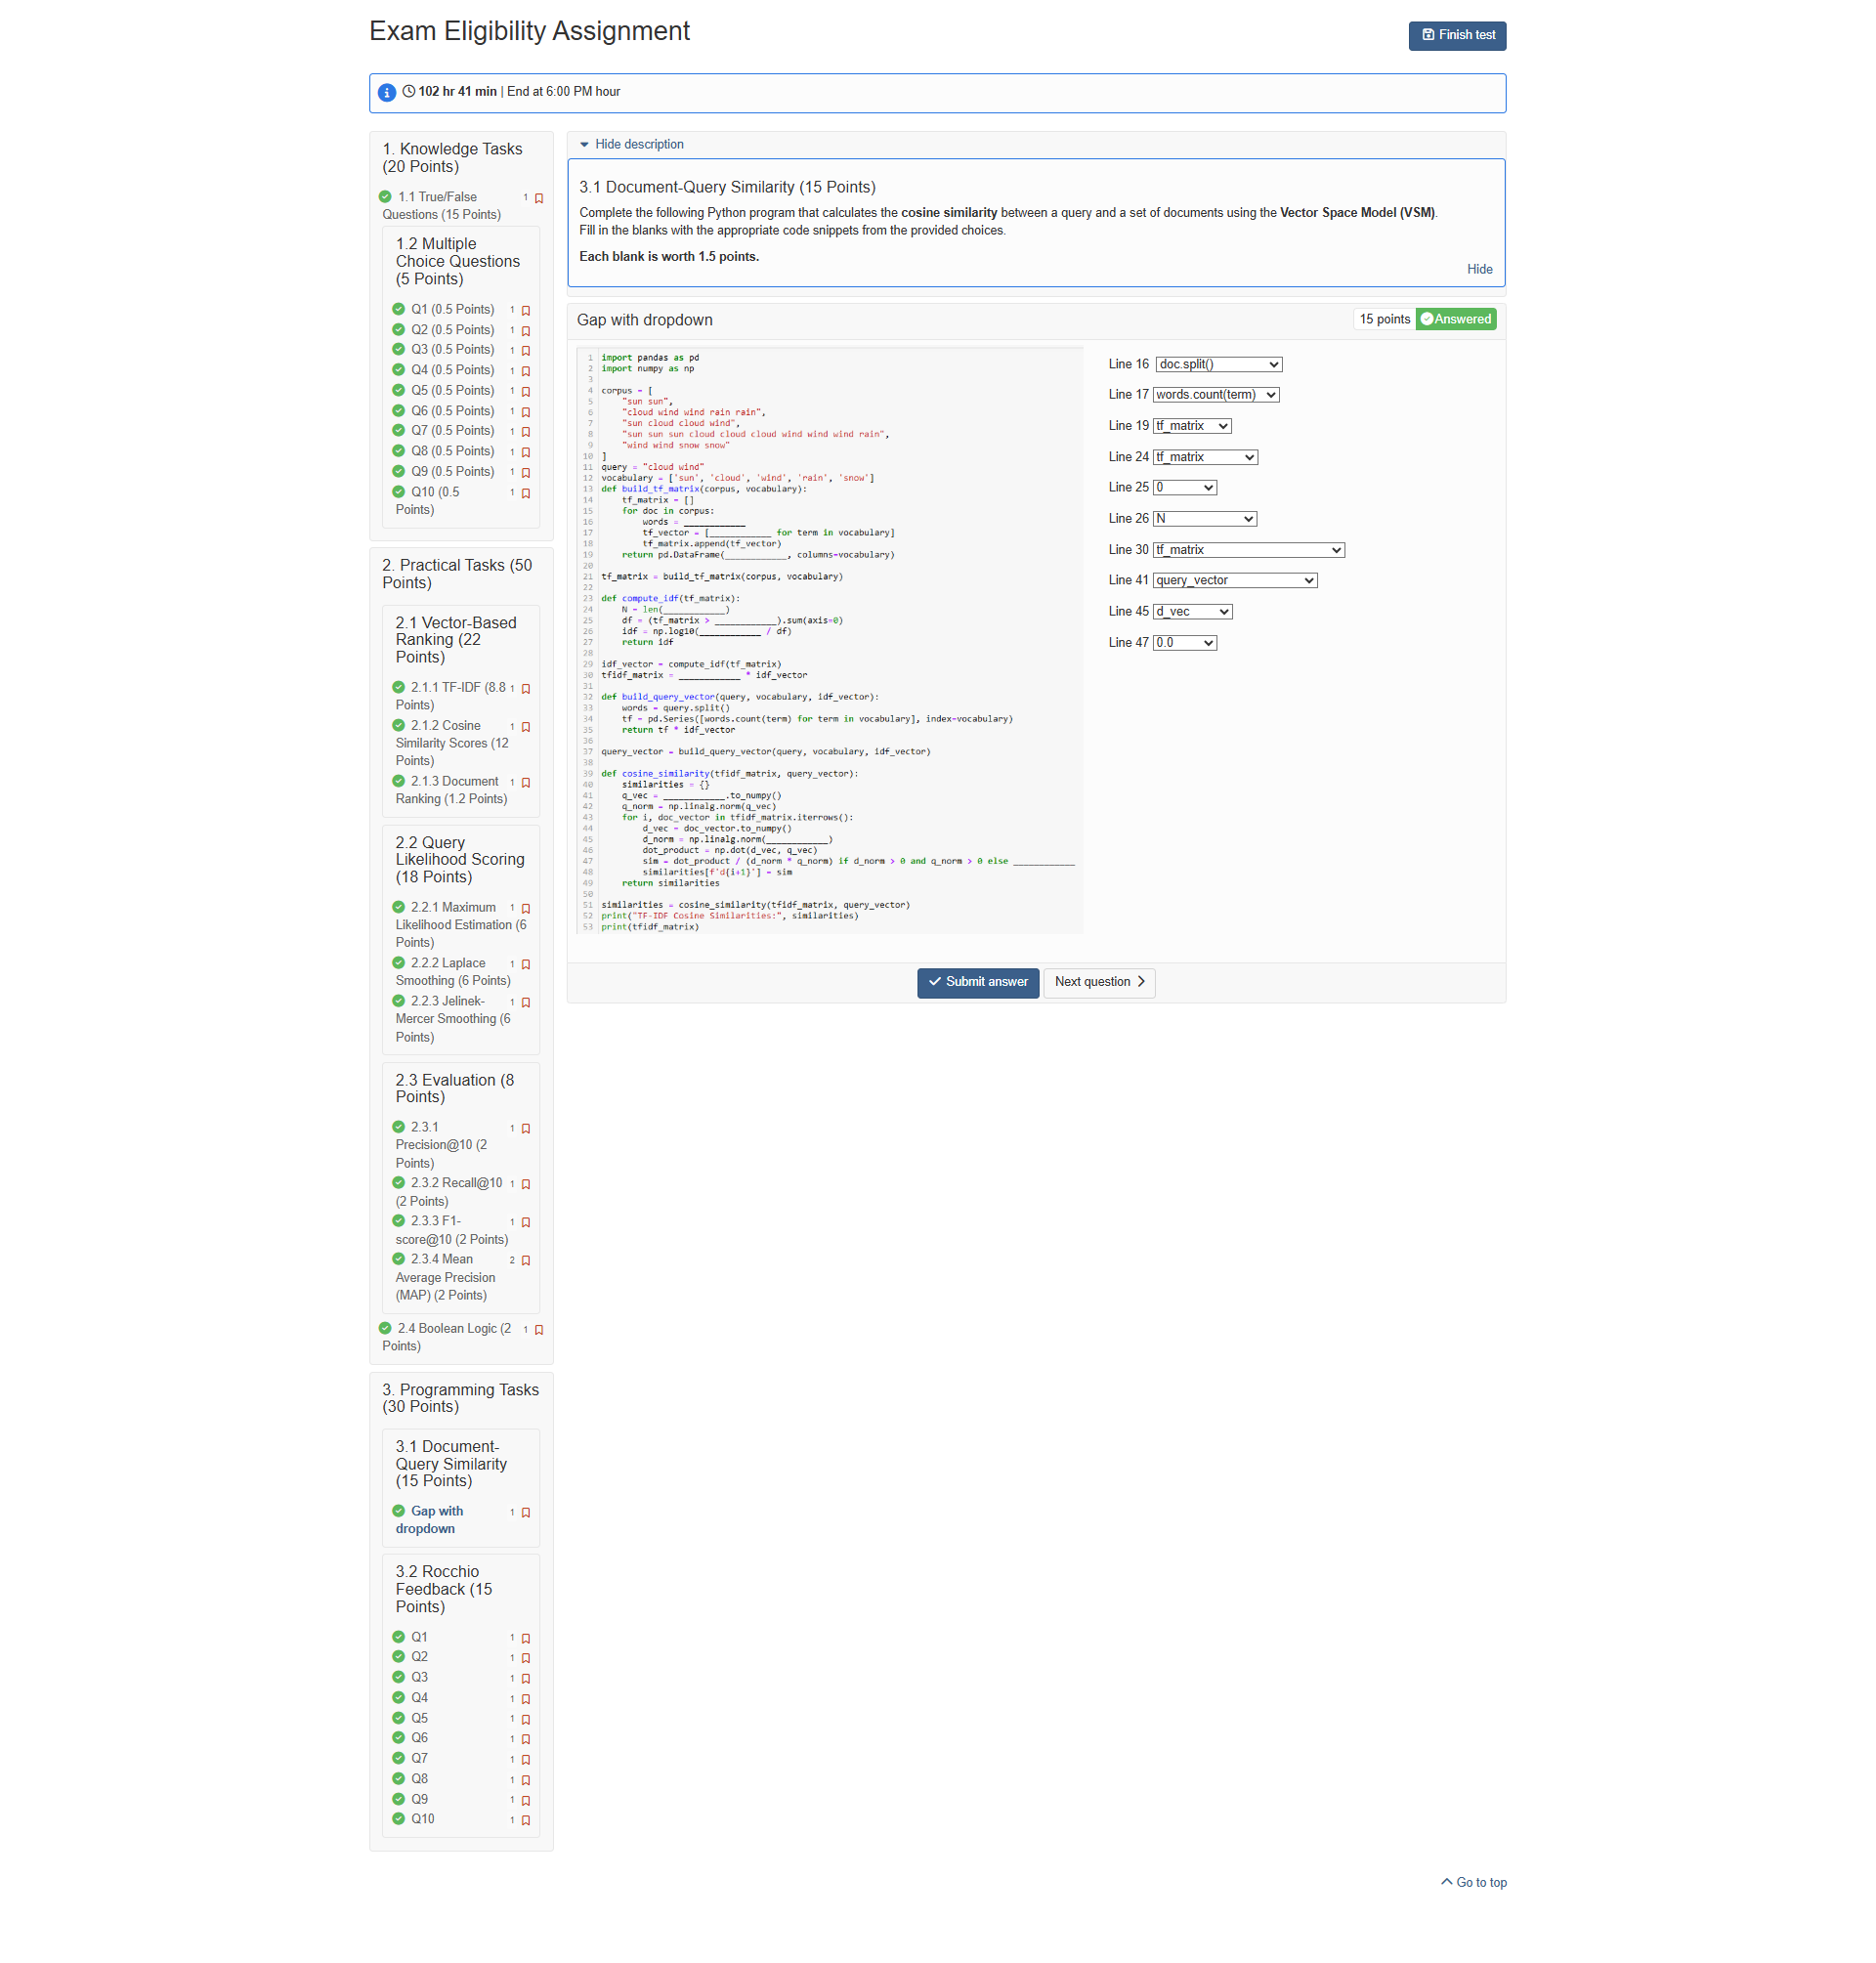 Exam Eligibility Assignment
Finish test
102 hr 41 min | End at 6:00 PM hour
1. Knowledge Tasks
(20 Points)
1.1 True/False 1
Questions (15 Points)
1.2 Multiple
Choice Questions
(5 Points)
Q1 (0.5 Points) 1
Q2 (0.5 Points) 1
Q3 (0.5 Points) 1
Q4 (0.5 Points) 1
Q5 (0.5 Points) 1
Q6 (0.5 Points) 1
Q7 (0.5 Points) 1
Q8 (0.5 Points) 1
Q9 (0.5 Points) 1
Q10 (0.5 1
Points)
2. Practical Tasks (50
Points)
2.1 Vector-Based
Ranking (22
Points)
2.1.1 TF-IDF (8.8 1
Points)
2.1.2 Cosine 1
Similarity Scores (12
Points)
2.1.3 Document 1
Ranking (1.2 Points)
2.2 Query
Likelihood Scoring
(18 Points)
2.2.1 Maximum 1
Likelihood Estimation (6
Points)
2.2.2 Laplace 1
Smoothing (6 Points)
2.2.3 Jelinek- 1
Mercer Smoothing (6
Points)
2.3 Evaluation (8
Points)
2.3.1 1
Precision@10 (2
Points)
2.3.2 Recall@10 1
(2 Points)
2.3.3 F1- 1
score@10 (2 Points)
2.3.4 Mean 2
Average Precision
(MAP) (2 Points)
2.4 Boolean Logic (2 1
Points)
3. Programming Tasks
(30 Points)
3.1 Document-
Query Similarity
(15 Points)
Gap with 1
dropdown
3.2 Rocchio
Feedback (15
Points)
Q1 1
Q2 1
Q3 1
Q4 1
Q5 1
Q6 1
Q7 1
Q8 1
Q9 1
Q10 1
Hide description
3.1 Document-Query Similarity (15 Points)
Complete the following Python program that calculates the cosine similarity between a query and a set of documents using the Vector Space Model (VSM).
Fill in the blanks with the appropriate code snippets from the provided choices.
Each blank is worth 1.5 points.
Hide
Gap with dropdown
15 points Answered
1 import pandas as pd
2 import numpy as np
3
4 corpus = [
5 "sun sun",
6 "cloud wind wind rain rain",
7 "sun cloud cloud wind",
8 "sun sun sun cloud cloud cloud wind wind wind rain",
9 "wind wind snow snow"
10 ]
11 query = "cloud wind"
12 vocabulary = ['sun', 'cloud', 'wind', 'rain', 'snow']
13 def build_tf_matrix(corpus, vocabulary):
14 tf_matrix = []
15 for doc in corpus:
16 words = ____________
17 tf_vector = [____________ for term in vocabulary]
18 tf_matrix.append(tf_vector)
19 return pd.DataFrame(____________, columns=vocabulary)
20
21 tf_matrix = build_tf_matrix(corpus, vocabulary)
22
23 def compute_idf(tf_matrix):
24 N = len(____________)
25 df = (tf_matrix > ____________).sum(axis=0)
26 idf = np.log10(____________ / df)
27 return idf
28
29 idf_vector = compute_idf(tf_matrix)
30 tfidf_matrix = ____________ * idf_vector
31
32 def build_query_vector(query, vocabulary, idf_vector):
33 words = query.split()
34 tf = pd.Series([words.count(term) for term in vocabulary], index=vocabulary)
35 return tf * idf_vector
36
37 query_vector = build_query_vector(query, vocabulary, idf_vector)
38
39 def cosine_similarity(tfidf_matrix, query_vector):
40 similarities = {}
41 q_vec = ____________.to_numpy()
42 q_norm = np.linalg.norm(q_vec)
43 for i, doc_vector in tfidf_matrix.iterrows():
44 d_vec = doc_vector.to_numpy()
45 d_norm = np.linalg.norm(____________)
46 dot_product = np.dot(d_vec, q_vec)
47 sim = dot_product / (d_norm * q_norm) if d_norm > 0 and q_norm > 0 else ____________
48 similarities[f'd{i+1}'] = sim
49 return similarities
50
51 similarities = cosine_similarity(tfidf_matrix, query_vector)
52 print("TF-IDF Cosine Similarities:", similarities)
53 print(tfidf_matrix)
Line 16 doc.split()
Line 17 words.count(term)
Line 19 tf_matrix
Line 24 tf_matrix
Line 25 0
Line 26 N
Line 30 tf_matrix
Line 41 query_vector
Line 45 d_vec
Line 47 0.0
Submit answer
Next question
Go to top